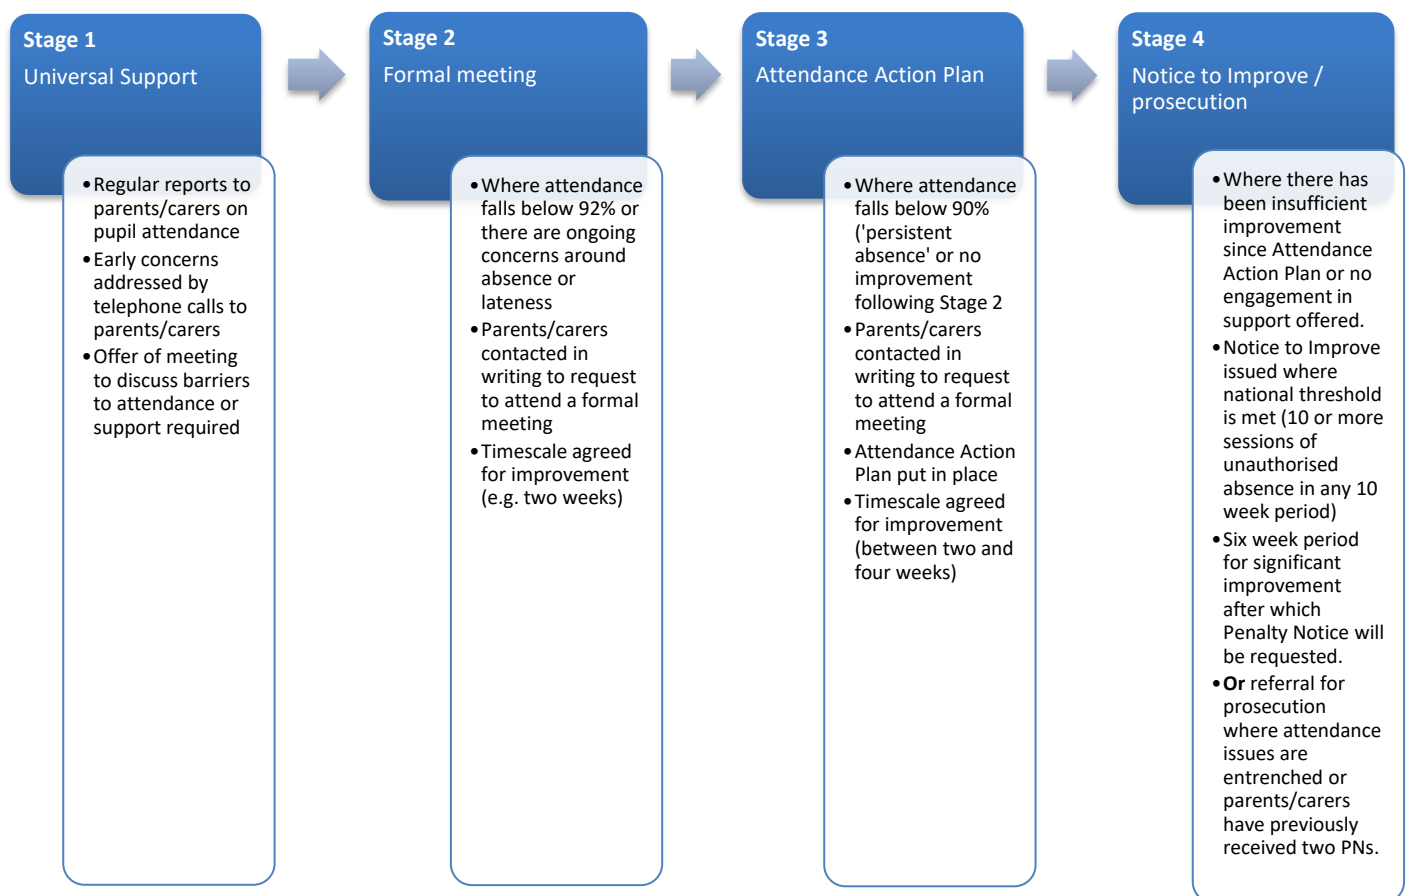 Stage 1
Universal Support
•Regular reports to
parents/carers on
pupil attendance
•Early concerns
addressed by
telephone calls to
parents/carers
•Offer of meeting
to discuss barriers
to attendance or
support required
Stage 2
Formal meeting
•Where attendance
falls below 92% or
there are ongoing
concerns around
absence or
lateness
•Parents/carers
contacted in
writing to request
to attend a formal
meeting
•Timescale agreed
for improvement
(e.g. two weeks)
Stage 3
Attendance Action Plan
•Where attendance
falls below 90%
('persistent
absence' or no
improvement
following Stage 2
•Parents/carers
contacted in
writing to request
to attend a formal
meeting
•Attendance Action
Plan put in place
•Timescale agreed
for improvement
(between two and
four weeks)
Stage 4
Notice to Improve /
prosecution
•Where there has
been insufficient
improvement
since Attendance
Action Plan or no
engagement in
support offered.
•Notice to Improve
issued where
national threshold
is met (10 or more
sessions of
unauthorised
absence in any 10
week period)
•Six week period
for significant
improvement
after which
Penalty Notice will
be requested.
•Or referral for
prosecution
where attendance
issues are
entrenched or
parents/carers
have previously
received two PNs.